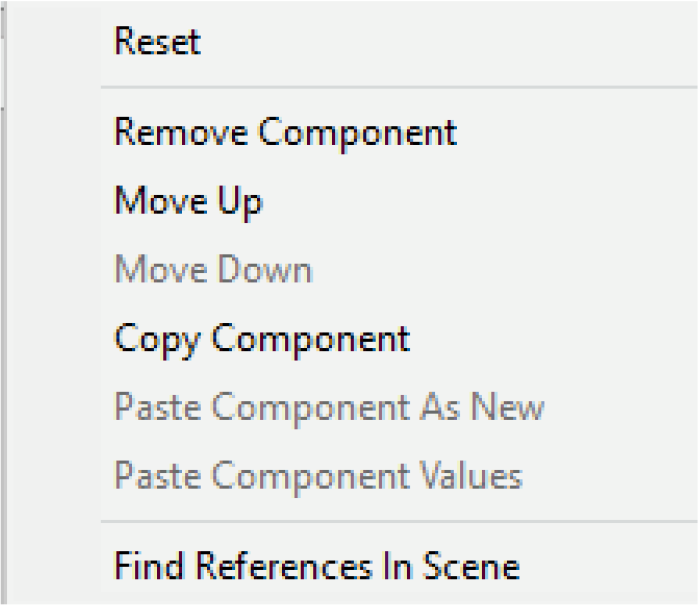 Reset
Remove Component
Move Up
Move Down
Copy Component
Paste Component As New
Paste Component Values
Find References In Scene